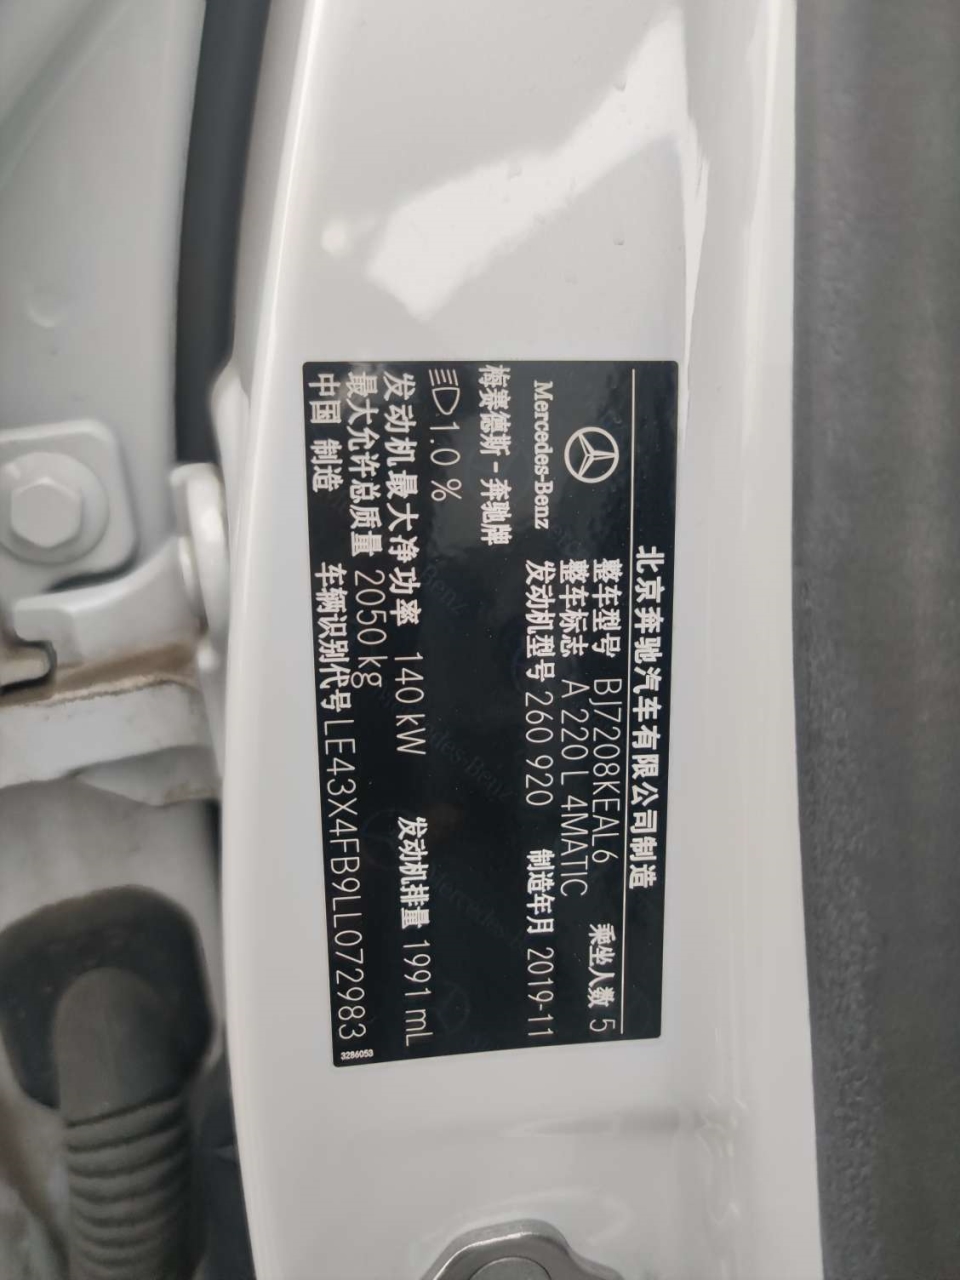 北京奔驰汽车有限公司制造
整车型号 BJ7208KEAL6 乘坐人数 5
整车标志 A 220 L 4MATIC
Mercedes-Benz 发动机型号 260 920 制造年月 2019-11
梅赛德斯-奔驰牌
1.0 %
发动机最大净功率 140 kW 发动机排量 1991 mL
最大允许总质量 2050 kg
中国 制造 车辆识别代号 LE43X4FB9LL072983
3286053